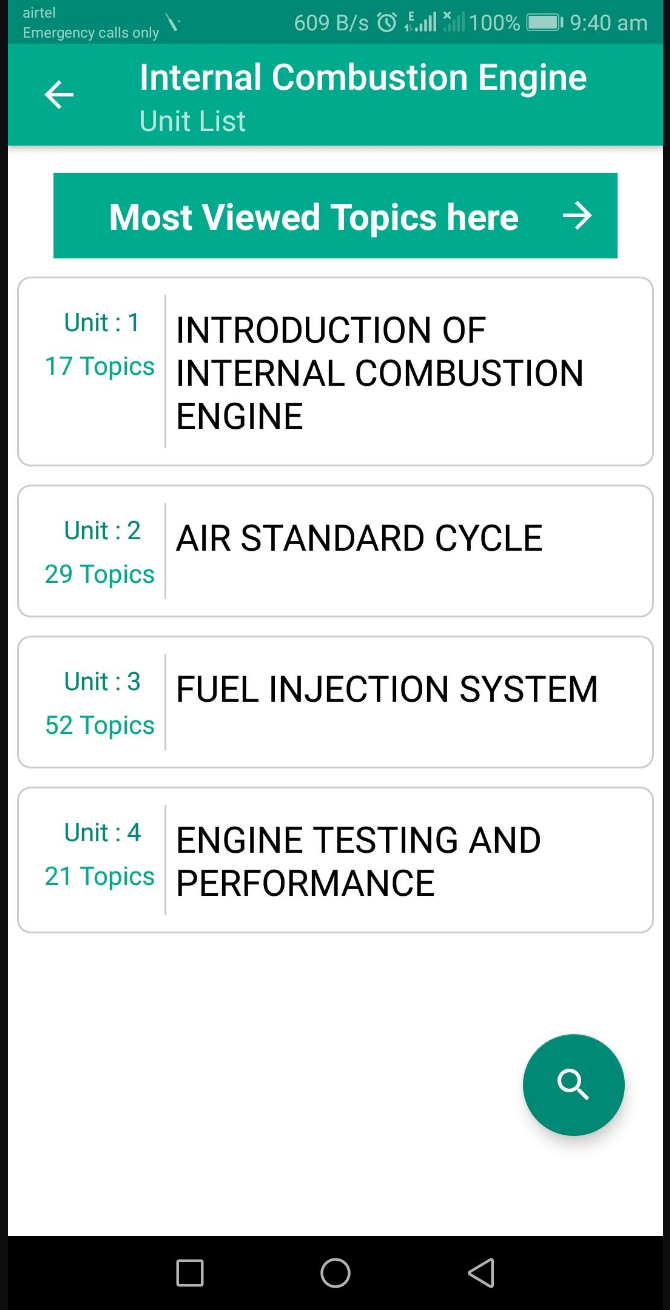 airtel
Emergency calls only
609 B/s E 100% 9:40 am
Internal Combustion Engine
Unit List
Most Viewed Topics here
Unit : 1
17 Topics
INTRODUCTION OF
INTERNAL COMBUSTION
ENGINE
Unit : 2
29 Topics
AIR STANDARD CYCLE
Unit : 3
52 Topics
FUEL INJECTION SYSTEM
Unit : 4
21 Topics
ENGINE TESTING AND
PERFORMANCE